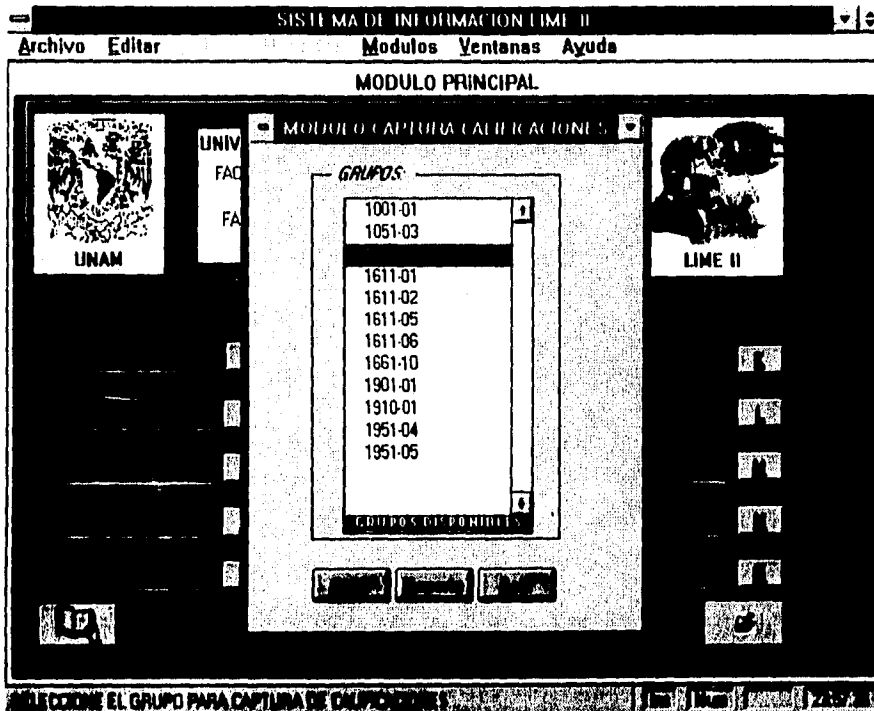 SISTEMA DE INFORMACION LIME II
Archivo Editar Modulos Ventanas Ayuda
MODULO PRINCIPAL
UNAM
UNIV
FAC
FA
MODULO CAPTURA CALIFICACIONES
GRUPOS
1001-01
1051-03
1611-01
1611-02
1611-05
1611-06
1661-10
1901-01
1910-01
1951-04
1951-05
GRUPOS DISPONIBLES
LIME II
SELECCIONE EL GRUPO PARA CAPTURA DE CALIFICACIONES
Ins Num